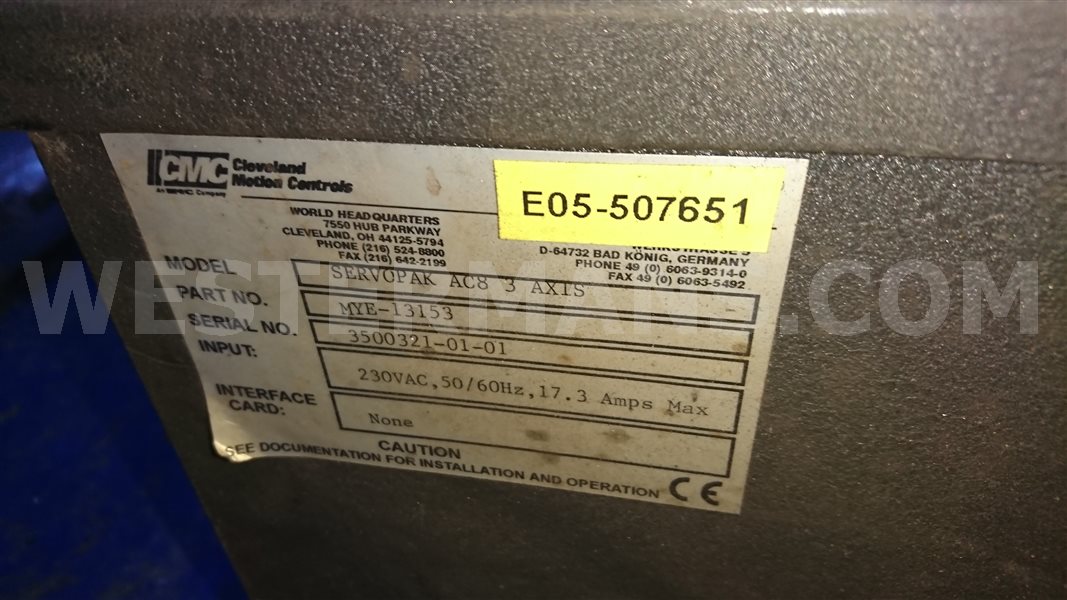 CMC Cleveland
Motion Controls
Company
E05-507651
WORLD HEADQUARTERS
7550 HUB PARKWAY
CLEVELAND, OH 44125-5794
PHONE (216) 524-8800
FAX (216) 642-2199
D-64732 BAD KÖNIG, GERMANY
PHONE 49 (0) 6063-9314-0
FAX 49 (0) 6063-5492
MODEL SERVOPAK AC8 3 AXIS
PART NO. MYE-13153
SERIAL NO. 3500321-01-01
INPUT: 230VAC,50/60Hz,17.3 Amps Max
INTERFACE
CARD: None
CAUTION
SEE DOCUMENTATION FOR INSTALLATION AND OPERATION CE
WESTERMANN.COM